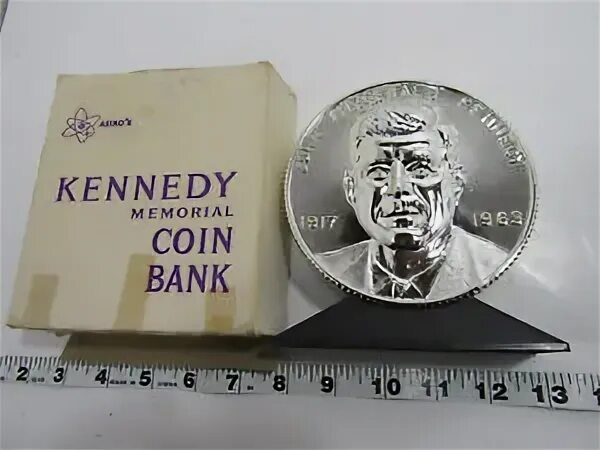 ASTRO'S
KENNEDY
MEMORIAL
COIN
BANK
1917 1963
2 3 4 5 6 7 8 9 10 11 12 13